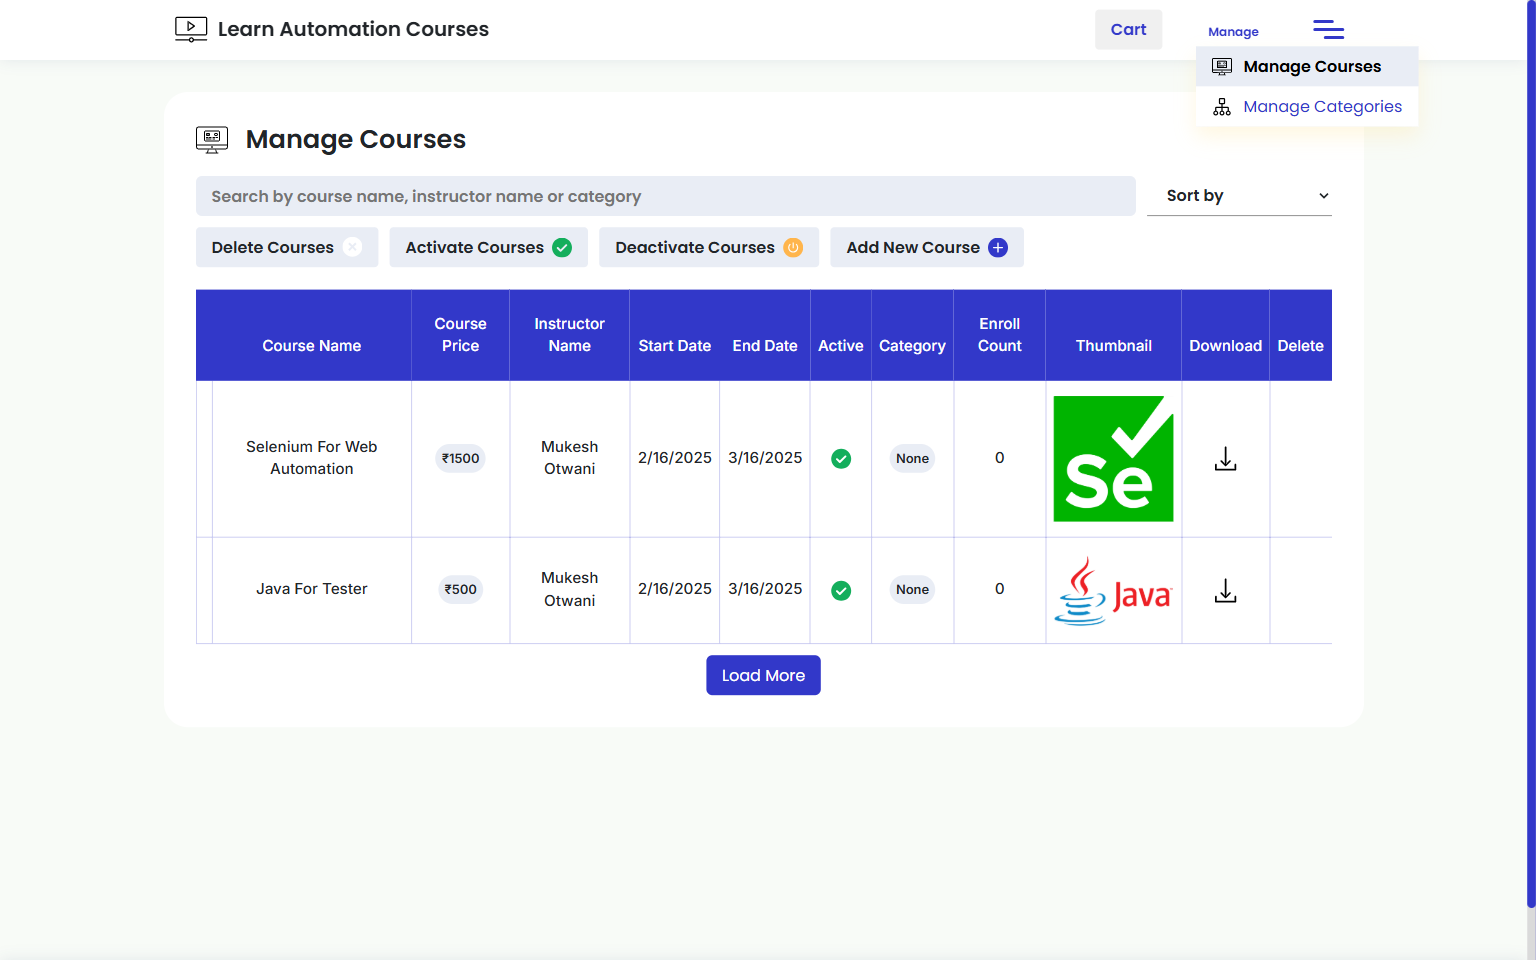 Learn Automation Courses
Cart
Manage
Manage Courses
Manage Categories
Manage Courses
Search by course name, instructor name or category
Sort by
Delete Courses
Activate Courses
Deactivate Courses
Add New Course
Course Name
Course Price
Instructor Name
Start Date
End Date
Active
Category
Enroll Count
Thumbnail
Download
Delete
Selenium For Web Automation
₹1500
Mukesh Otwani
2/16/2025
3/16/2025
None
0
Se
Java For Tester
₹500
Mukesh Otwani
2/16/2025
3/16/2025
None
0
Java
Load More